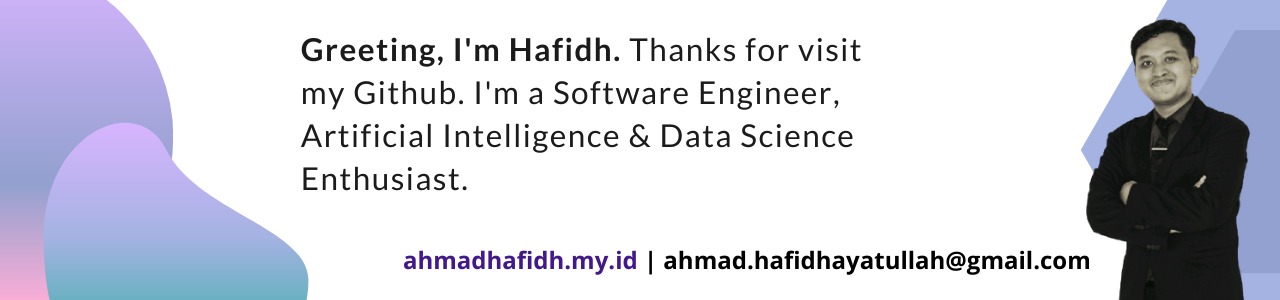 Greeting, I'm Hafidh. Thanks for visit
my Github. I'm a Software Engineer,
Artificial Intelligence & Data Science
Enthusiast.
ahmadhafidh.my.id | ahmad.hafidhayatullah@gmail.com